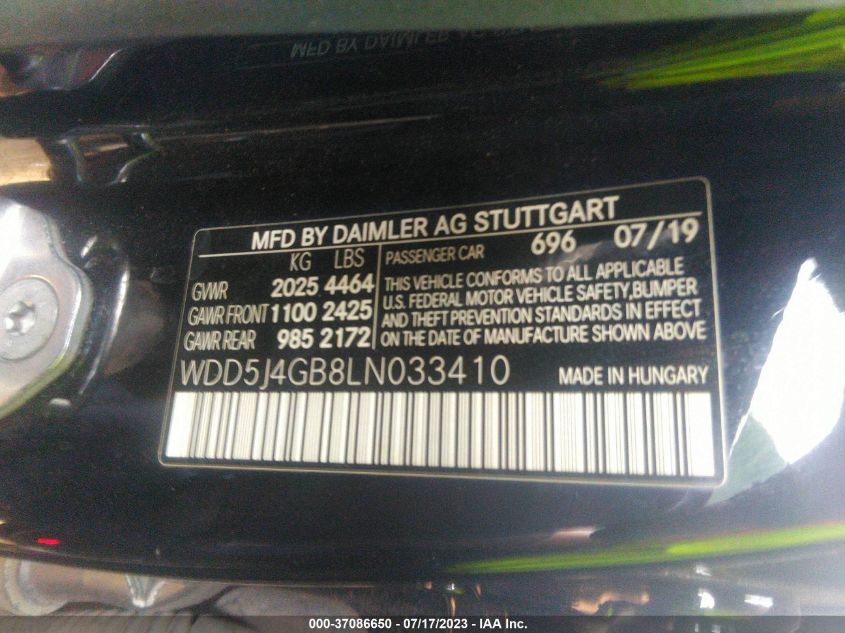 MFD BY DAIMLER AG STUTTGART
KG LBS
GVWR 2025 4464
GAWR FRONT 1100 2425
GAWR REAR 985 2172
PASSENGER CAR 696 07/19
THIS VEHICLE CONFORMS TO ALL APPLICABLE
U.S. FEDERAL MOTOR VEHICLE SAFETY, BUMPER
AND THEFT PREVENTION STANDARDS IN EFFECT
ON THE DATE OF MANUFACTURE SHOWN ABOVE
WDD5J4GB8LN033410 MADE IN HUNGARY
000-37086650 / 07/17/2023 - IAA Inc.